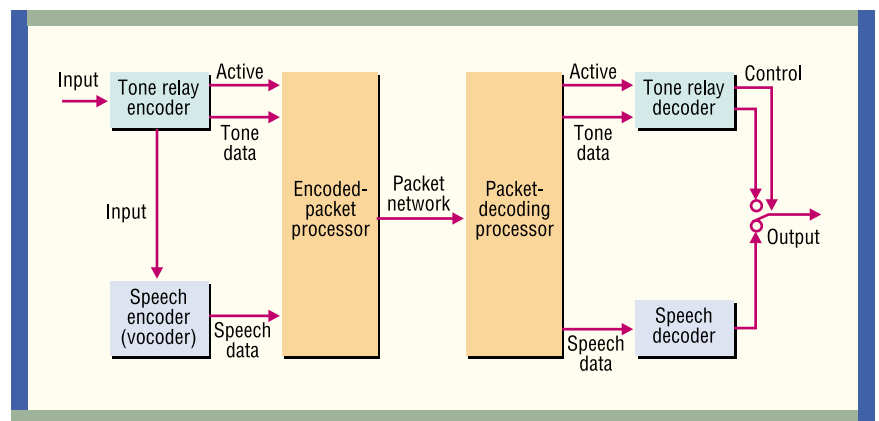 Input
Tone relay
encoder
Active
Tone
data
Input
Speech
encoder
(vocoder)
Speech
data
Encoded-
packet
processor
Packet
network
Packet-
decoding
processor
Active
Tone
data
Tone relay
decoder
Control
Speech
data
Speech
decoder
Output